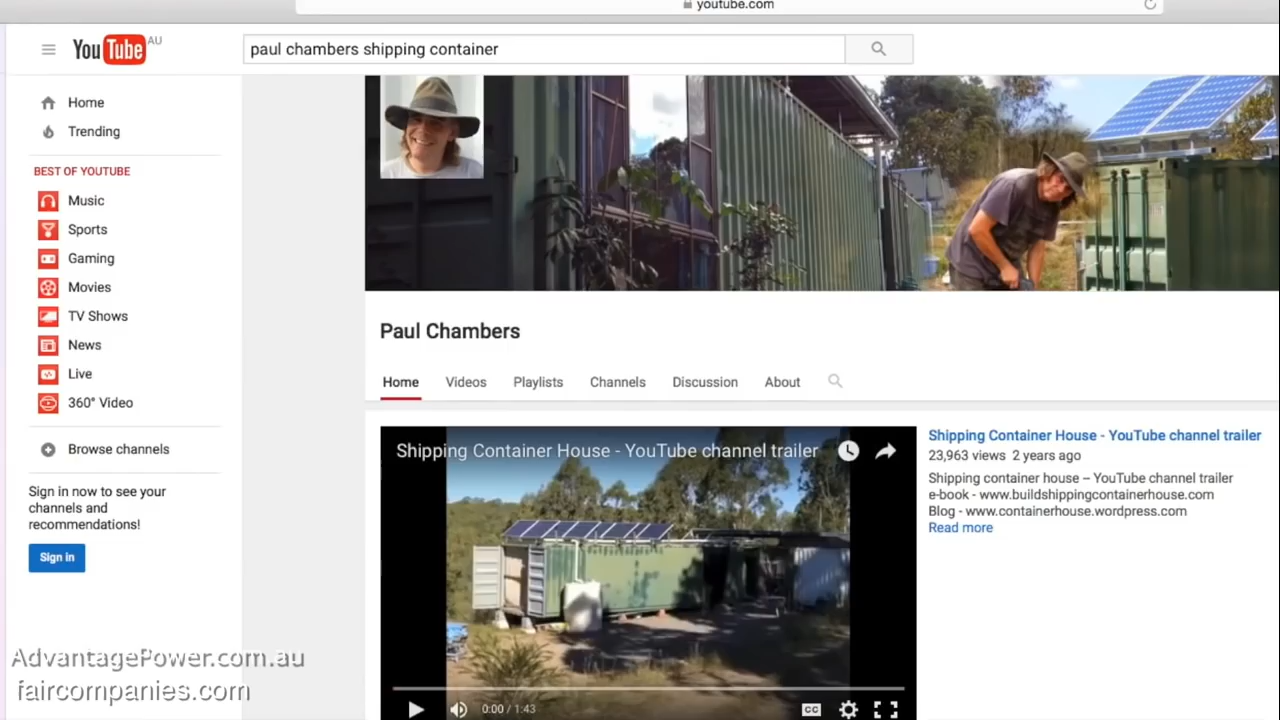 youtube.com
YouTube AU
paul chambers shipping container
Home
Trending
BEST OF YOUTUBE
Music
Sports
Gaming
Movies
TV Shows
News
Live
360° Video
Browse channels
Sign in now to see your
channels and
recommendations!
Sign in
Paul Chambers
Home Videos Playlists Channels Discussion About
Shipping Container House - YouTube channel trailer
0:00 / 1:43
CC
Shipping Container House - YouTube channel trailer
23,963 views 2 years ago
Shipping container house – YouTube channel trailer
e-book - www.buildshippingcontainerhouse.com
Blog - www.containerhouse.wordpress.com
Read more
AdvantagePower.com.au
faircompanies.com